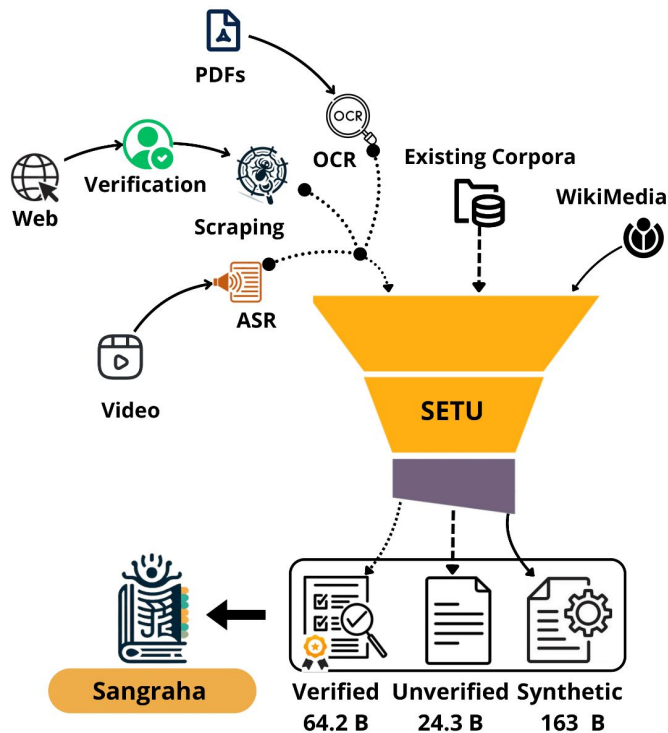 PDFs
OCR
OCR
Existing Corpora
WikiMedia
Verification
Web
Scraping
ASR
Video
SETU
Sangraha
Verified Unverified Synthetic
64.2 B 24.3 B 163 B